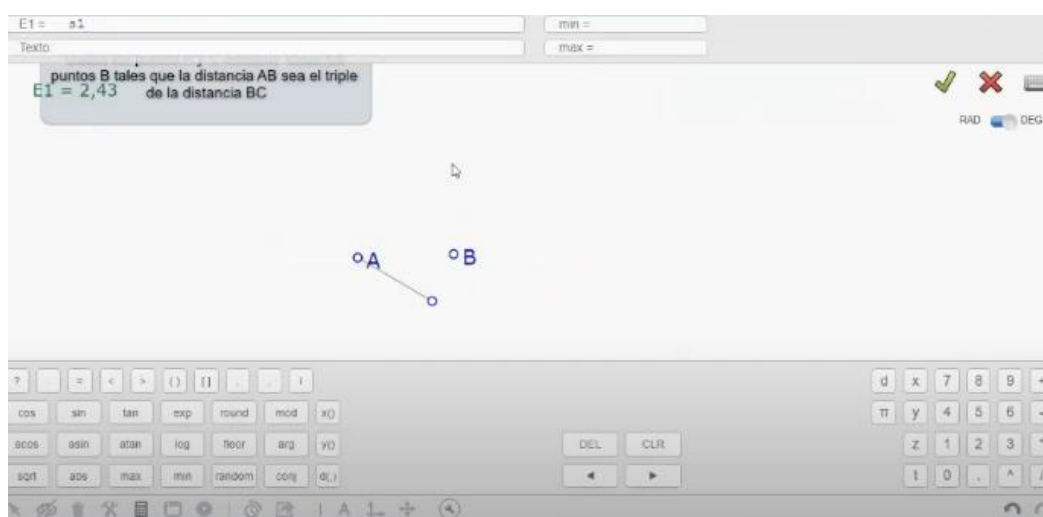 E1 = s1
min =
Texto:
max =
puntos B tales que la distancia AB sea el triple
de la distancia BC
E1 = 2,43
RAD DEG
A
B
? = < > () []
d x 7 8 9
cos sin tan exp round mod x()
π y 4 5 6
acos asin atan log floor arg y()
DEL CLR
z 1 2 3
sqrt abs max min random conj d(,)
t 0 . ^ /
A